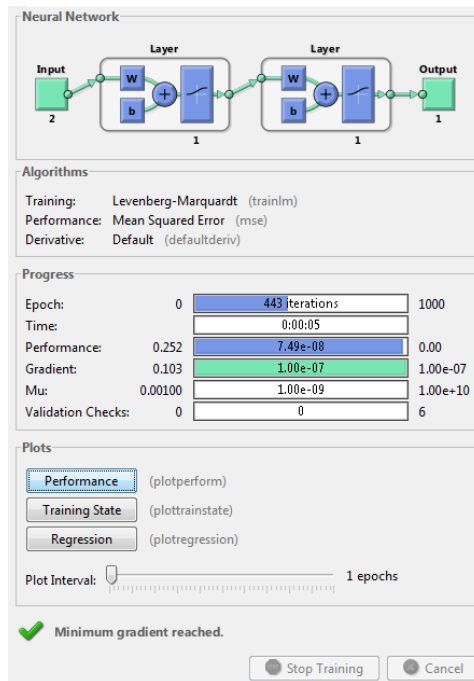 Neural Network
Layer Layer
Input Output
W W
b b
+ +
2 1
1 1
Algorithms
Training: Levenberg-Marquardt (trainlm)
Performance: Mean Squared Error (mse)
Derivative: Default (defaultderiv)
Progress
Epoch: 0 443 iterations 1000
Time: 0:00:05
Performance: 0.252 7.49e-08 0.00
Gradient: 0.103 1.00e-07 1.00e-07
Mu: 0.00100 1.00e-09 1.00e+10
Validation Checks: 0 0 6
Plots
Performance (plotperform)
Training State (plottrainstate)
Regression (plotregression)
Plot Interval: 1 epochs
Minimum gradient reached.
Stop Training Cancel